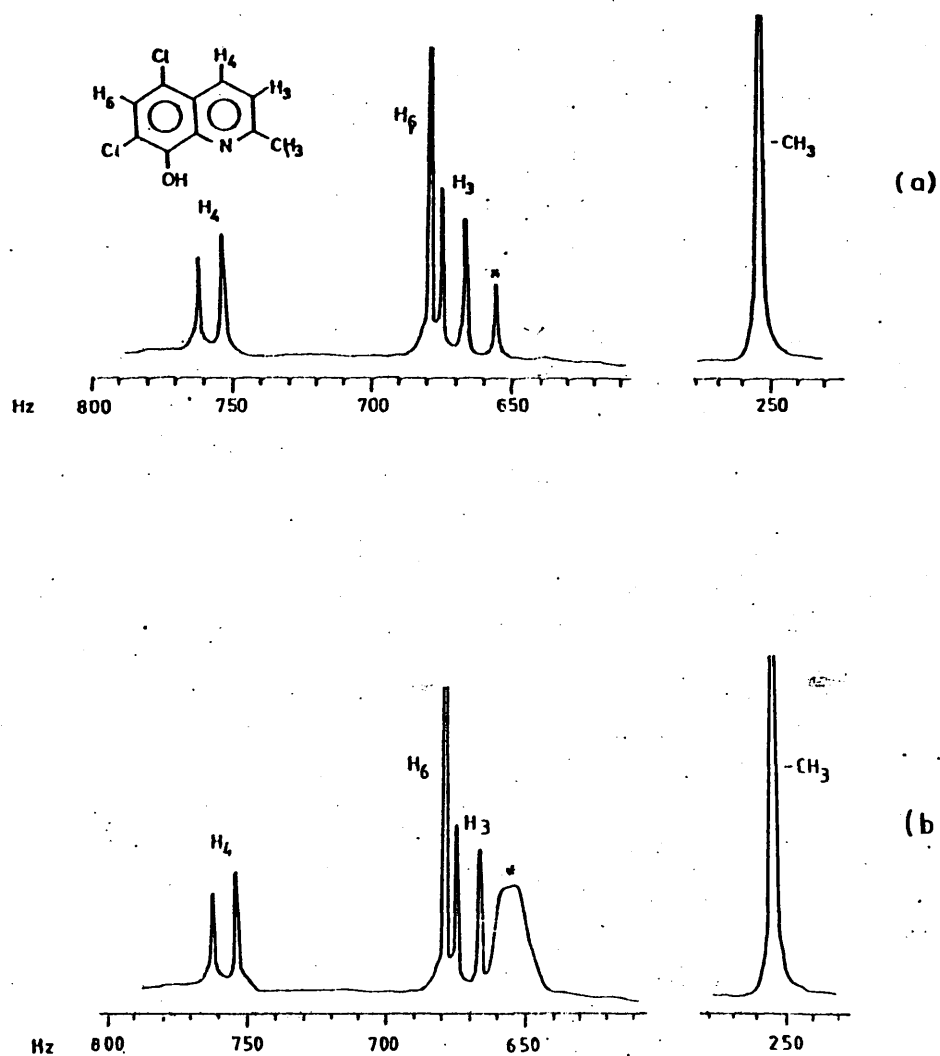 Cl H₄
H₆ H₃
Cl N CH₃
OH
H₆
H₃
-CH₃
(a)
H₄
×
Hz 800 750 700 650 250
H₆
-CH₃
H₃
(b
H₄
*
Hz 800 750 700 650 250